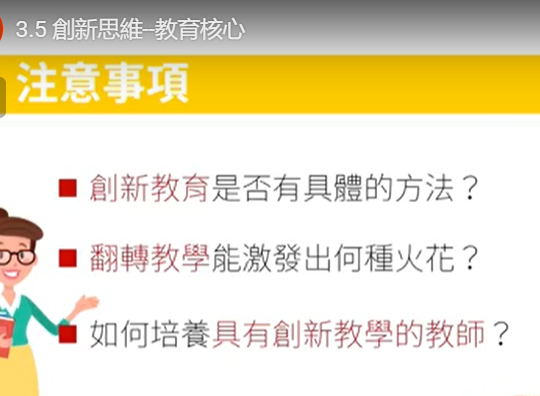 3.5 創新思維–教育核心
注意事項
創新教育是否有具體的方法？
翻轉教學能激發出何種火花？
如何培養具有創新教學的教師？